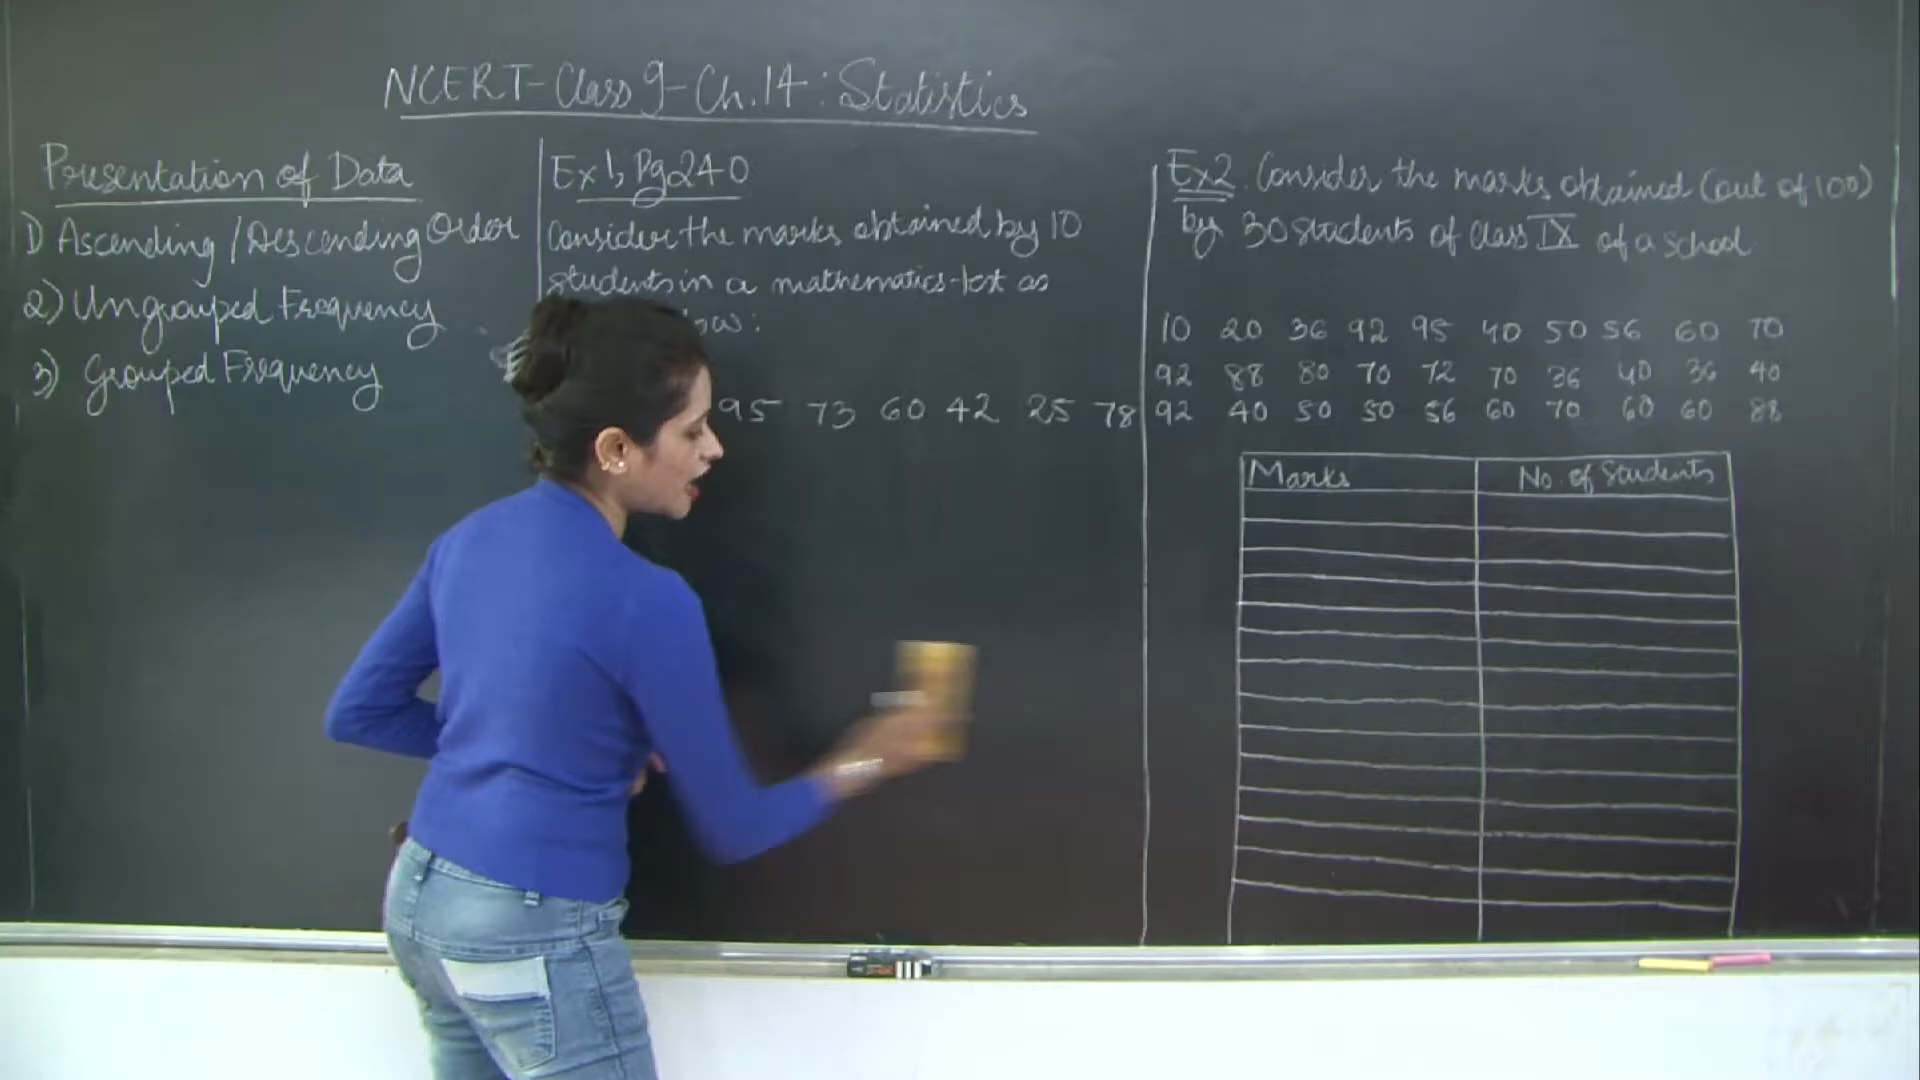 NCERT-Class 9-Ch.14: Statistics
Presentation of Data
1) Ascending/Descending Order
2) Ungrouped Frequency
3) Grouped Frequency
Ex 1, Pg240
Consider the marks obtained by 10
students in a mathematics test as
95 73 60 42 25 78
Ex2. Consider the marks obtained (out of 100)
by 30 students of class IX of a school
10 20 36 92 95 40 50 56 60 70
92 88 80 70 72 70 36 40 36 40
92 40 50 50 56 60 70 60 60 88
Marks No. of Students